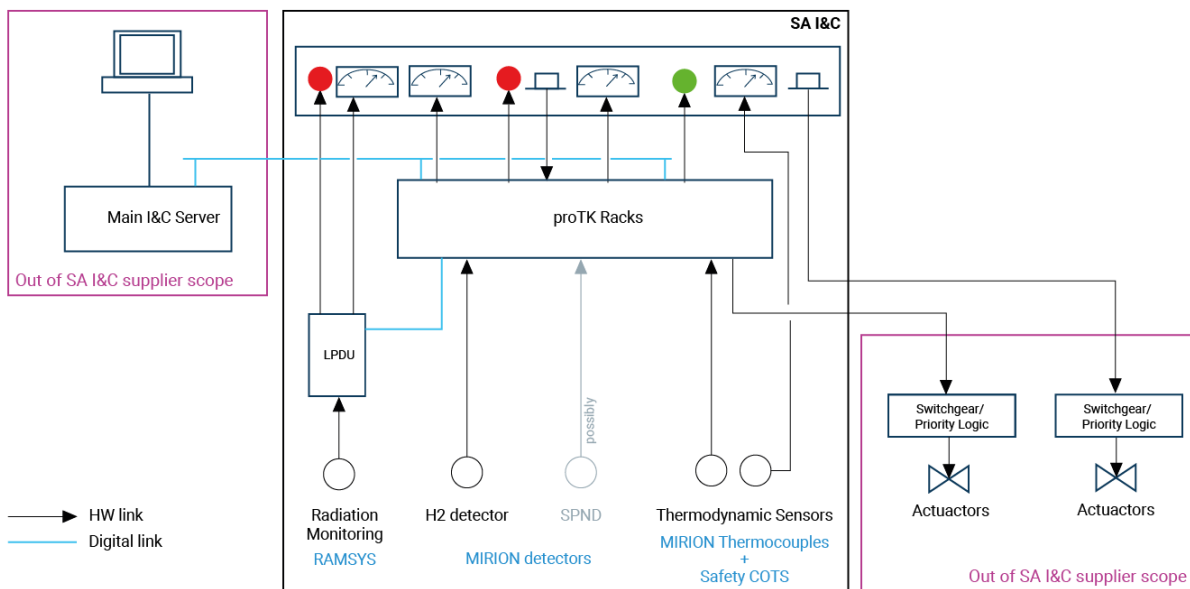 SA I&C
Main I&C Server
proTK Racks
Out of SA I&C supplier scope
LPDU
possibly
Switchgear/
Priority Logic
Switchgear/
Priority Logic
HW link
Digital link
Radiation
Monitoring
RAMSYS
H2 detector
SPND
MIRION detectors
Thermodynamic Sensors
MIRION Thermocouples
+
Safety COTS
Actuactors
Actuactors
Out of SA I&C supplier scope